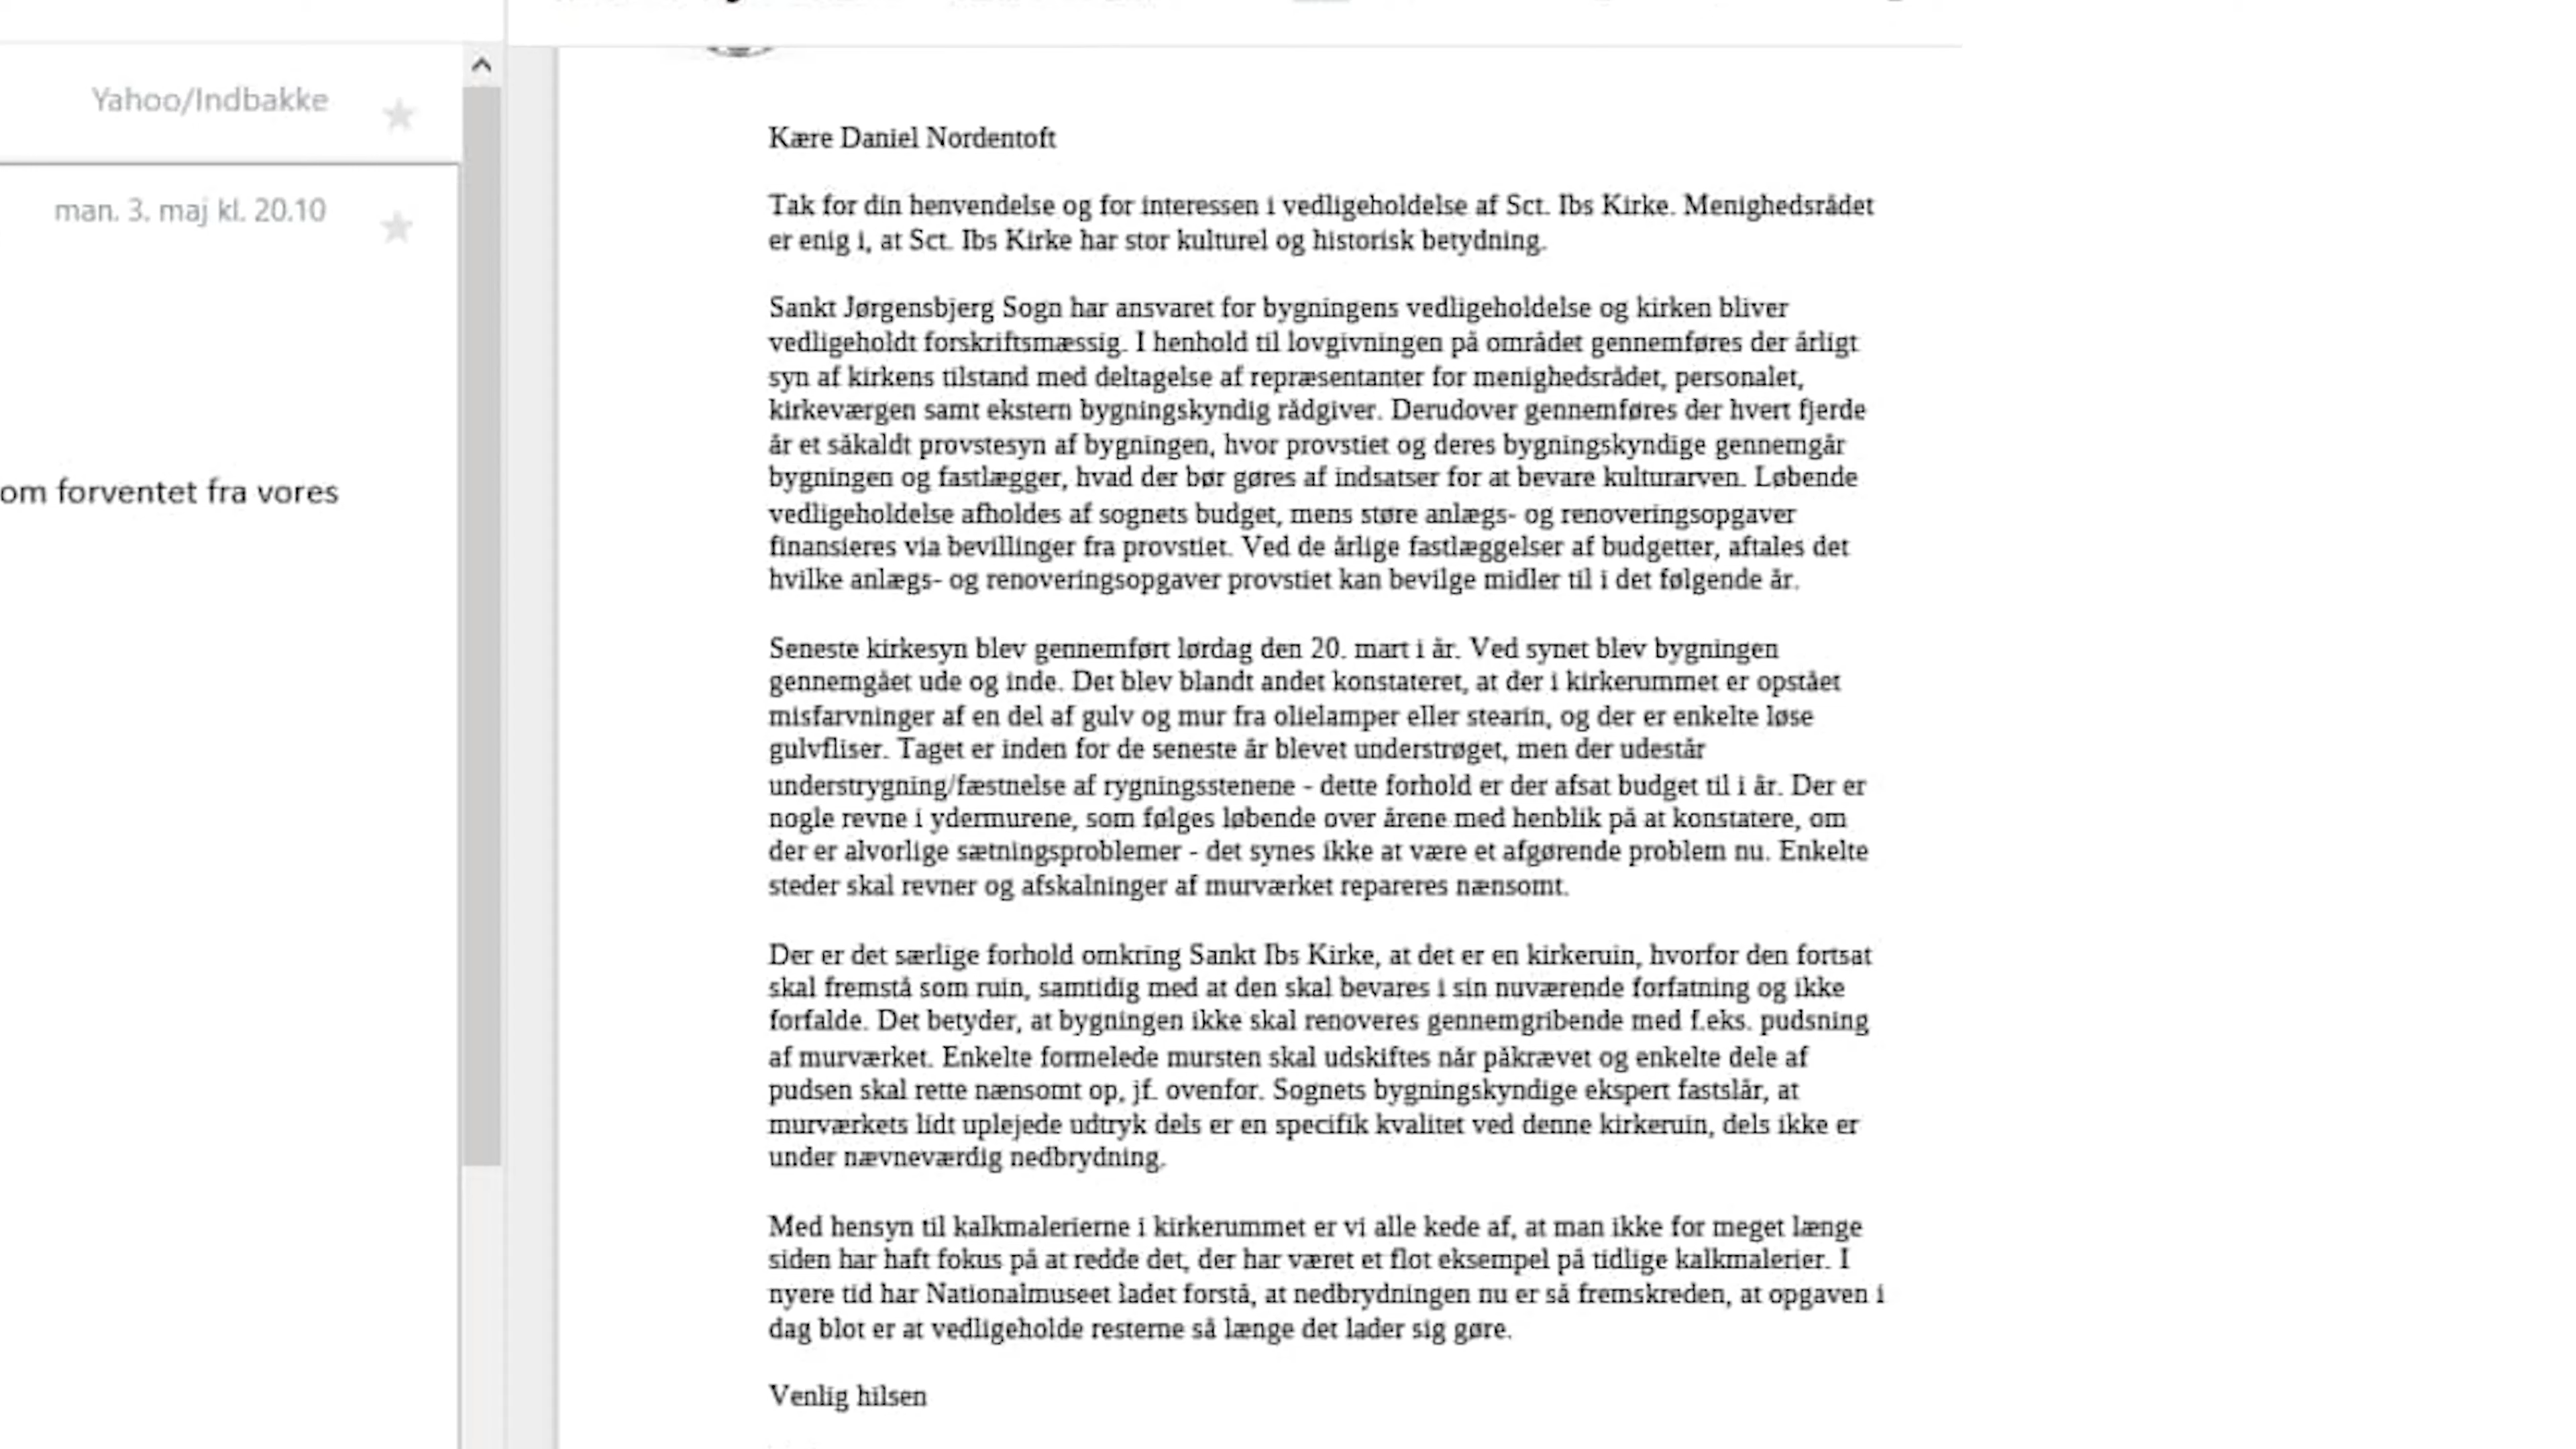 Yahoo/Indbakke
man. 3. maj kl. 20.10
om forventet fra vores
Kære Daniel Nordentoft
Tak for din henvendelse og for interessen i vedligeholdelse af Sct. Ibs Kirke. Menighedsrådet
er enig i, at Sct. Ibs Kirke har stor kulturel og historisk betydning.
Sankt Jørgensbjerg Sogn har ansvaret for bygningens vedligeholdelse og kirken bliver
vedligeholdt forskriftsmæssig. I henhold til lovgivningen på området gennemføres der årligt
syn af kirkens tilstand med deltagelse af repræsentanter for menighedsrådet, personalet,
kirkeværgen samt ekstern bygningskyndig rådgiver. Derudover gennemføres der hvert fjerde
år et såkaldt provstesyn af bygningen, hvor provstiet og deres bygningskyndige gennemgår
bygningen og fastlægger, hvad der bør gøres af indsatser for at bevare kulturarven. Løbende
vedligeholdelse afholdes af sognets budget, mens støre anlægs- og renoveringsopgaver
finansieres via bevillinger fra provstiet. Ved de årlige fastlæggelser af budgetter, aftales det
hvilke anlægs- og renoveringsopgaver provstiet kan bevilge midler til i det følgende år.
Seneste kirkesyn blev gennemført lørdag den 20. mart i år. Ved synet blev bygningen
gennemgået ude og inde. Det blev blandt andet konstateret, at der i kirkerummet er opstået
misfarvninger af en del af gulv og mur fra olielamper eller stearin, og der er enkelte løse
gulvfliser. Taget er inden for de seneste år blevet understrøget, men der udestår
understrygning/fæstnelse af rygningsstenene - dette forhold er der afsat budget til i år. Der er
nogle revne i ydermurene, som følges løbende over årene med henblik på at konstatere, om
der er alvorlige sætningsproblemer - det synes ikke at være et afgørende problem nu. Enkelte
steder skal revner og afskalninger af murværket repareres nænsomt.
Der er det særlige forhold omkring Sankt Ibs Kirke, at det er en kirkeruin, hvorfor den fortsat
skal fremstå som ruin, samtidig med at den skal bevares i sin nuværende forfatning og ikke
forfalde. Det betyder, at bygningen ikke skal renoveres gennemgribende med f.eks. pudsning
af murværket. Enkelte formelede mursten skal udskiftes når påkrævet og enkelte dele af
pudsen skal rette nænsomt op, jf. ovenfor. Sognets bygningskyndige ekspert fastslår, at
murværkets lidt uplejede udtryk dels er en specifik kvalitet ved denne kirkeruin, dels ikke er
under nævneværdig nedbrydning.
Med hensyn til kalkmalerierne i kirkerummet er vi alle kede af, at man ikke for meget længe
siden har haft fokus på at redde det, der har været et flot eksempel på tidlige kalkmalerier. I
nyere tid har Nationalmuseet ladet forstå, at nedbrydningen nu er så fremskreden, at opgaven i
dag blot er at vedligeholde resterne så længe det lader sig gøre.
Venlig hilsen